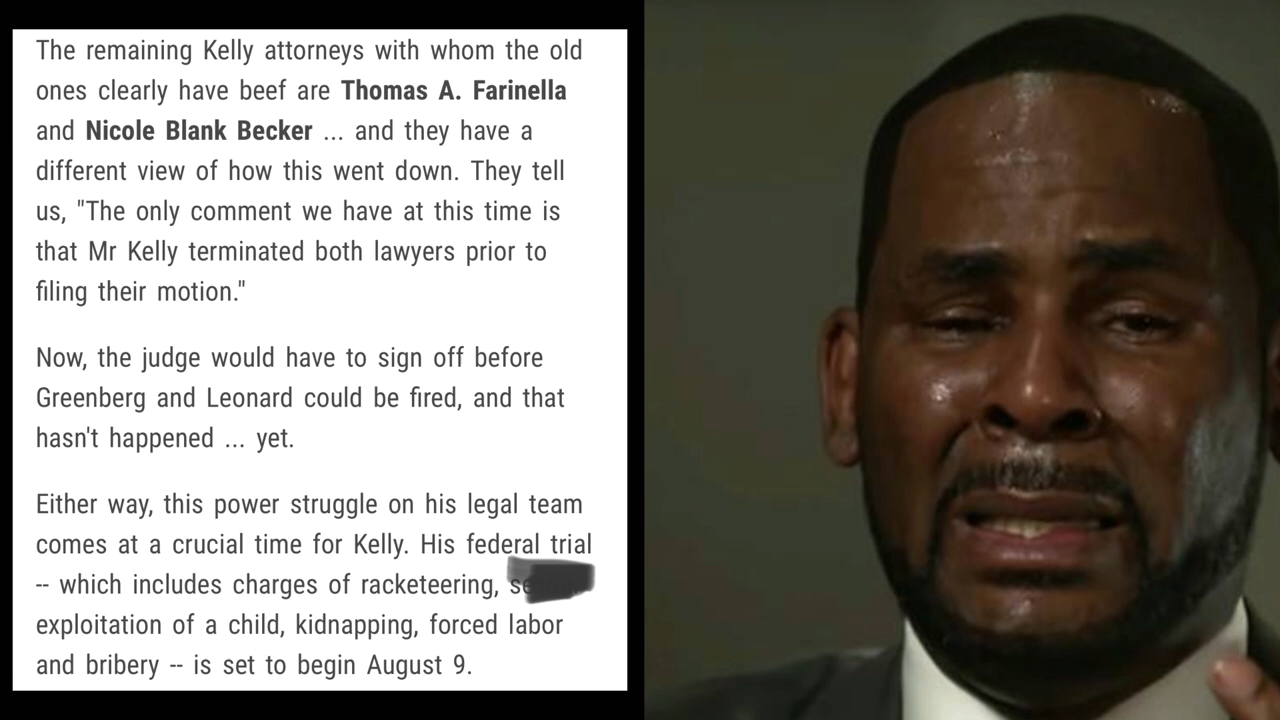 The remaining Kelly attorneys with whom the old
ones clearly have beef are Thomas A. Farinella
and Nicole Blank Becker ... and they have a
different view of how this went down. They tell
us, "The only comment we have at this time is
that Mr Kelly terminated both lawyers prior to
filing their motion."
Now, the judge would have to sign off before
Greenberg and Leonard could be fired, and that
hasn't happened ... yet.
Either way, this power struggle on his legal team
comes at a crucial time for Kelly. His federal trial
-- which includes charges of racketeering,
exploitation of a child, kidnapping, forced labor
and bribery -- is set to begin August 9.